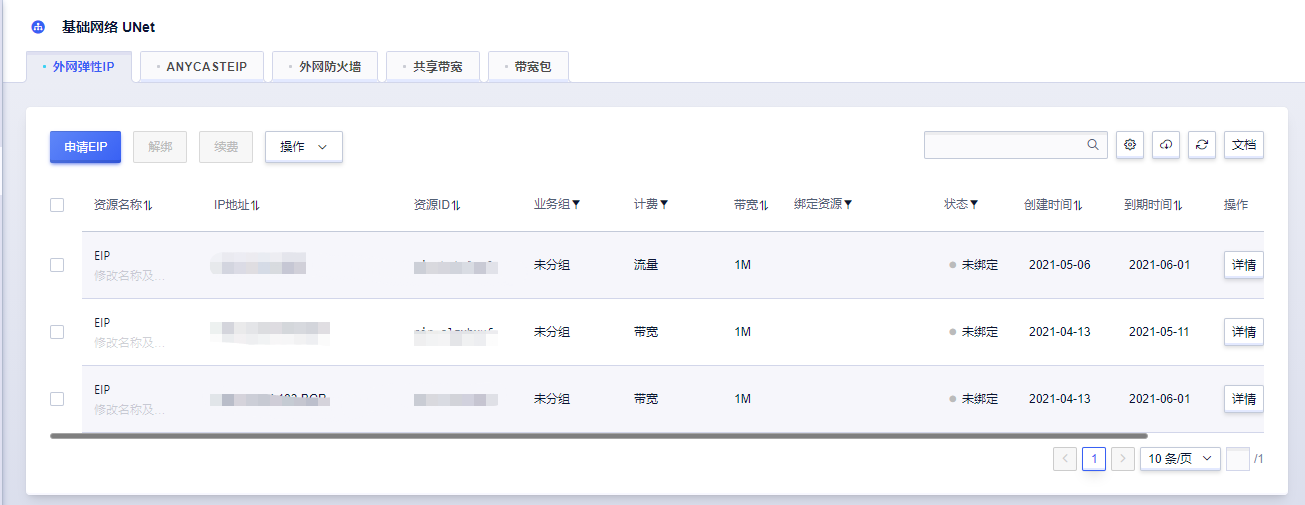 基础网络 UNet
外网弹性IP ANYCASTEIP 外网防火墙 共享带宽 带宽包
申请EIP 解绑 续费 操作 文档
资源名称 IP地址 资源ID 业务组 计费 带宽 绑定资源 状态 创建时间 到期时间 操作
EIP
修改名称及... 未分组 流量 1M 未绑定 2021-05-06 2021-06-01 详情
EIP
修改名称及... 未分组 带宽 1M 未绑定 2021-04-13 2021-05-11 详情
EIP
修改名称及... 未分组 带宽 1M 未绑定 2021-04-13 2021-06-01 详情
1 10 条/页 /1